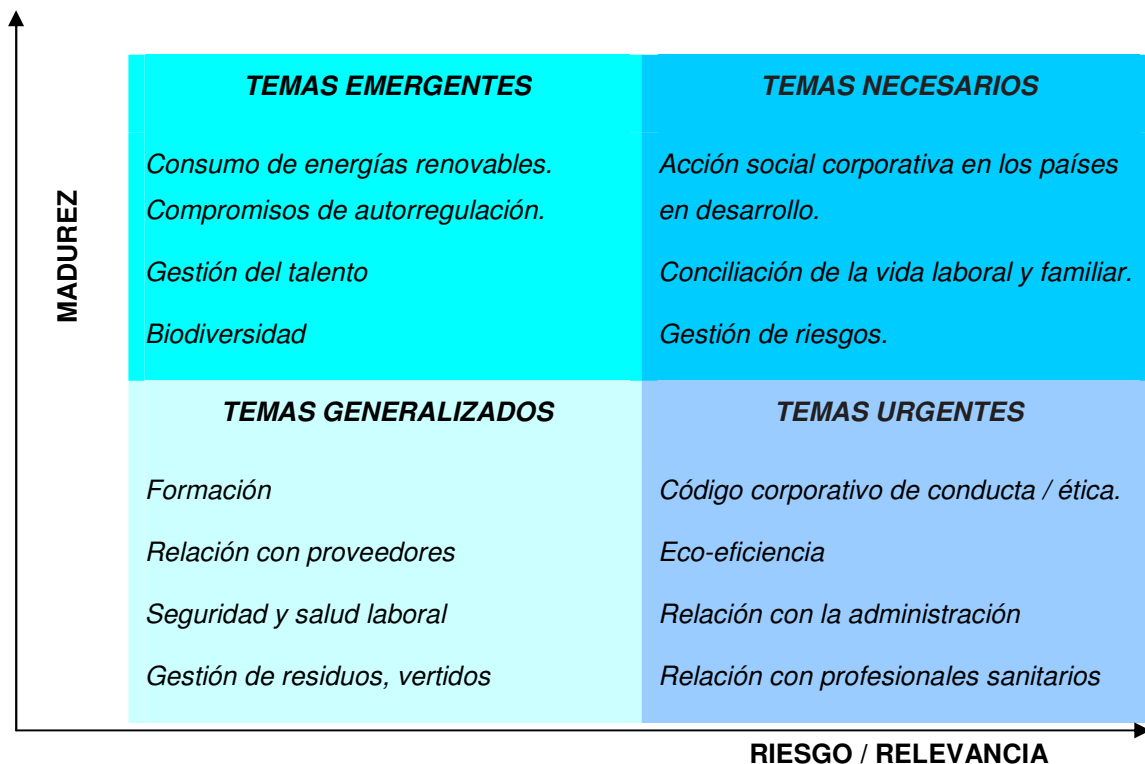 TEMAS EMERGENTES
Consumo de energías renovables.
Compromisos de autorregulación.
Gestión del talento
Biodiversidad
TEMAS NECESARIOS
Acción social corporativa en los países
en desarrollo.
Conciliación de la vida laboral y familiar.
Gestión de riesgos.
MADUREZ
TEMAS GENERALIZADOS
Formación
Relación con proveedores
Seguridad y salud laboral
Gestión de residuos, vertidos
TEMAS URGENTES
Código corporativo de conducta / ética.
Eco-eficiencia
Relación con la administración
Relación con profesionales sanitarios
RIESGO / RELEVANCIA